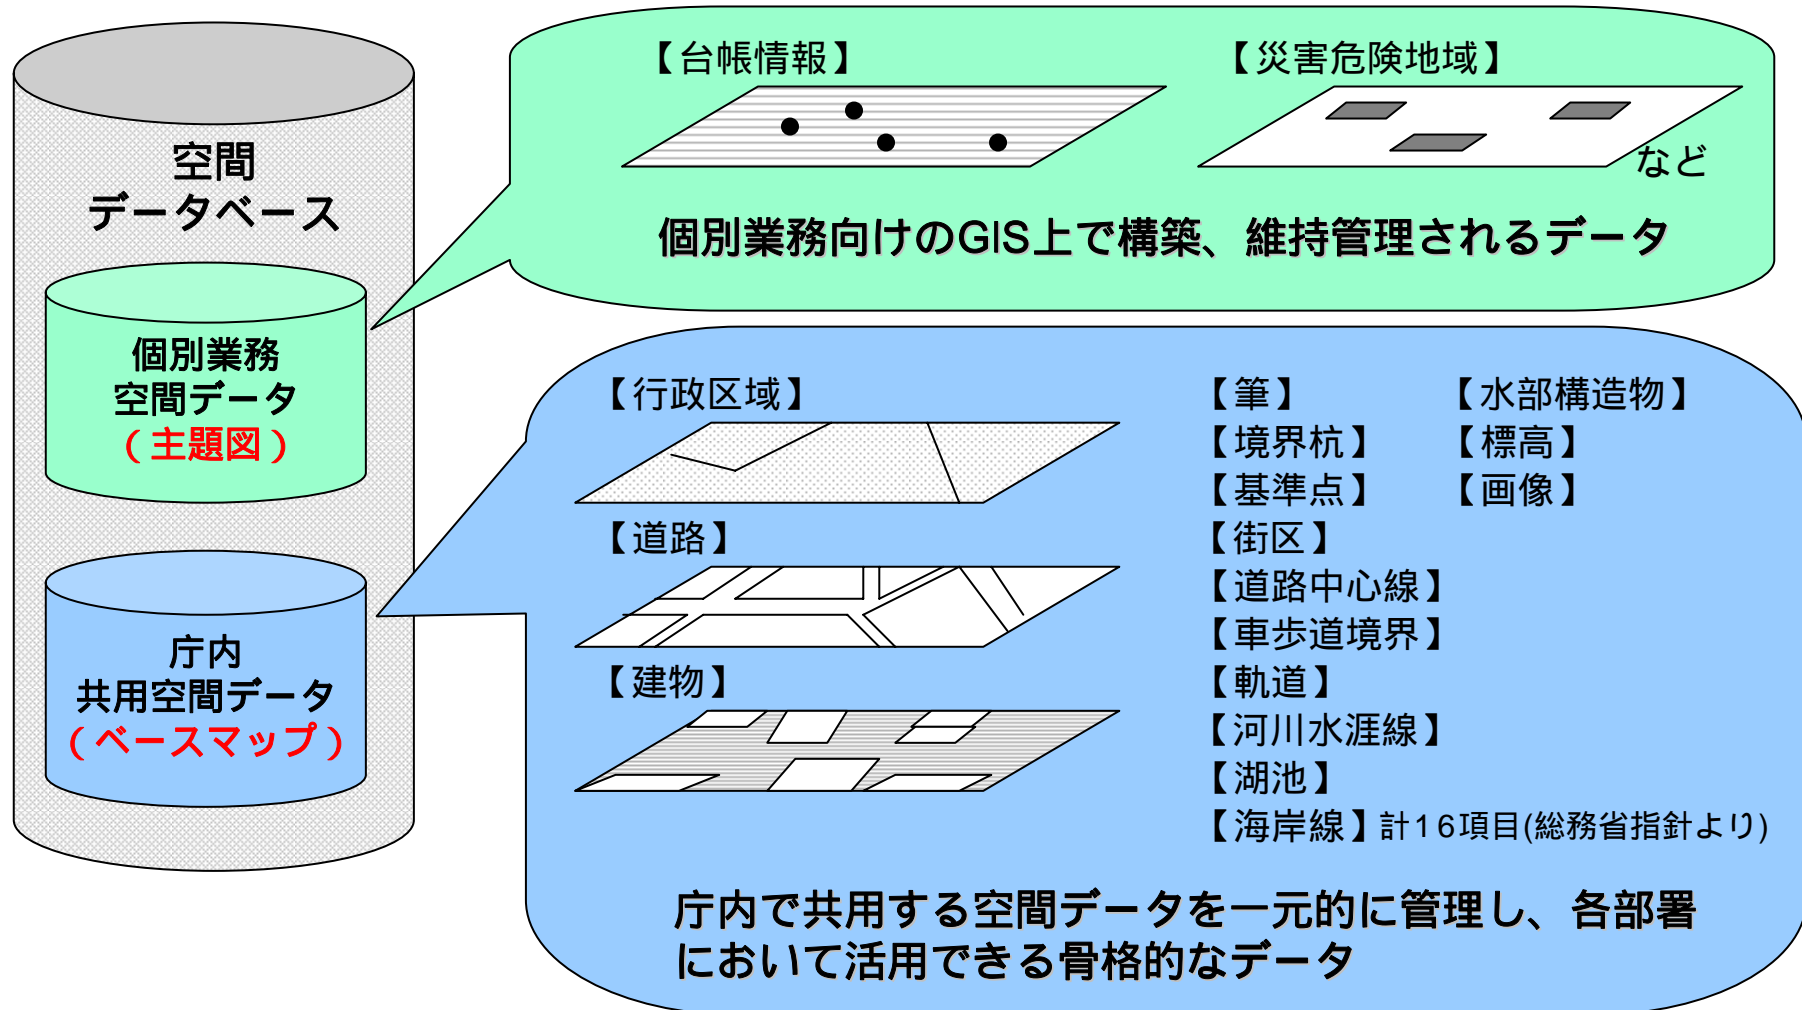 空間
データベース
個別業務
空間データ
（主題図）
庁内
共用空間データ
（ベースマップ）
【台帳情報】
【災害危険地域】
など
個別業務向けのGIS上で構築、維持管理されるデータ
【行政区域】
【道路】
【建物】
【筆】
【境界杭】
【基準点】
【街区】
【道路中心線】
【車歩道境界】
【軌道】
【河川水涯線】
【湖池】
【海岸線】計16項目(総務省指針より)
【水部構造物】
【標高】
【画像】
庁内で共用する空間データを一元的に管理し、各部署
において活用できる骨格的なデータ